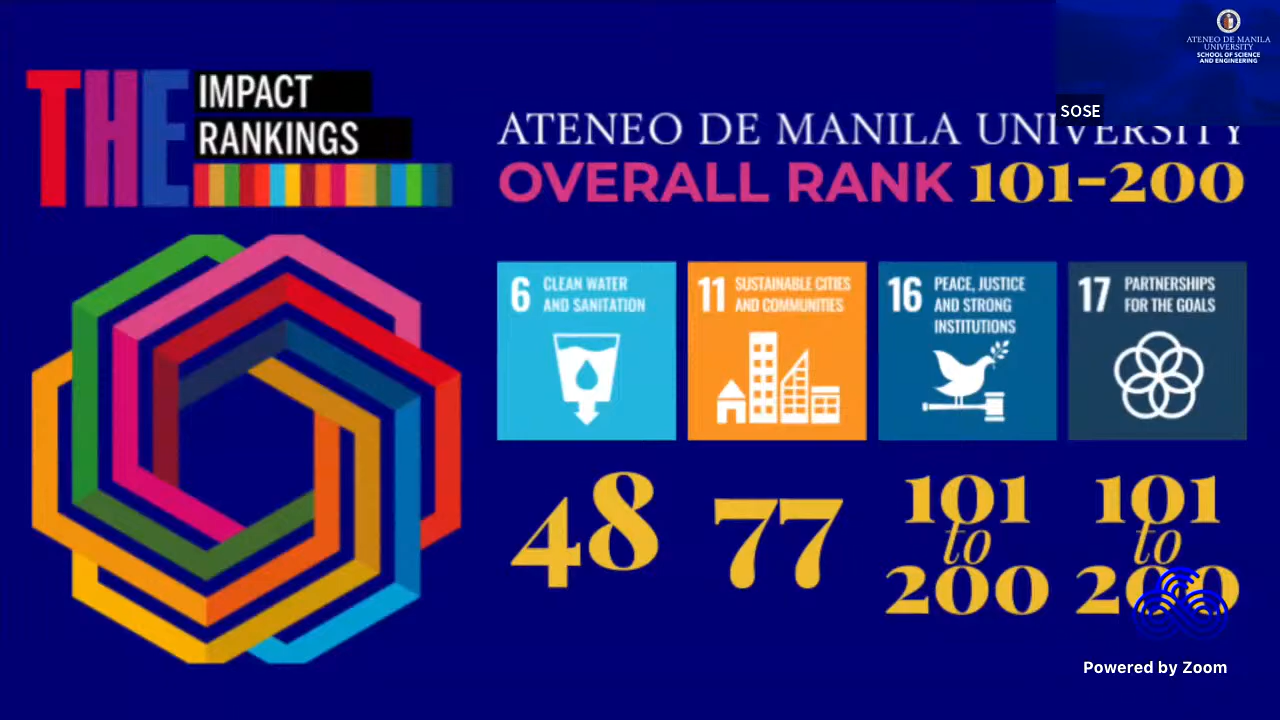 ATENEO DE MANILA
UNIVERSITY
SCHOOL OF SCIENCE
AND ENGINEERING
SOSE
THE
IMPACT
RANKINGS
ATENEO DE MANILA UNIVERSITY
OVERALL RANK 101-200
6 CLEAN WATER
AND SANITATION
11 SUSTAINABLE CITIES
AND COMMUNITIES
16 PEACE, JUSTICE
AND STRONG
INSTITUTIONS
17 PARTNERSHIPS
FOR THE GOALS
48
77
101
to
200
101
to
200
Powered by Zoom